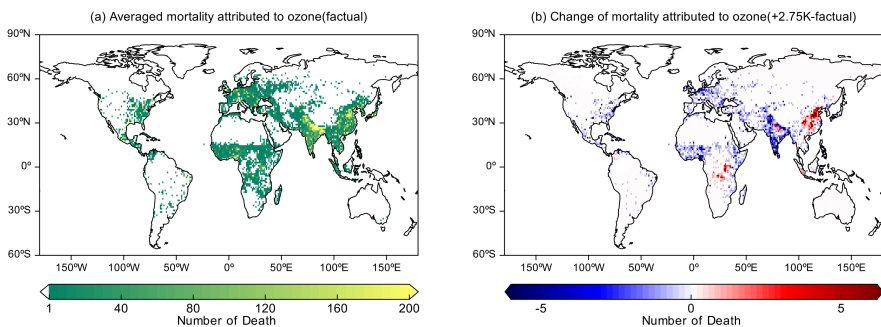 (a) Averaged mortality attributed to ozone(factual)
90ºN
60ºN
30ºN
0º
30ºS
60ºS
150ºW 100ºW 50ºW 0º 50ºE 100ºE 150ºE
1 40 80 120 160 200
Number of Death
(b) Change of mortality attributed to ozone(+2.75K-factual)
90ºN
60ºN
30ºN
0º
30ºS
60ºS
150ºW 100ºW 50ºW 0º 50ºE 100ºE 150ºE
-5 0 5
Number of Death